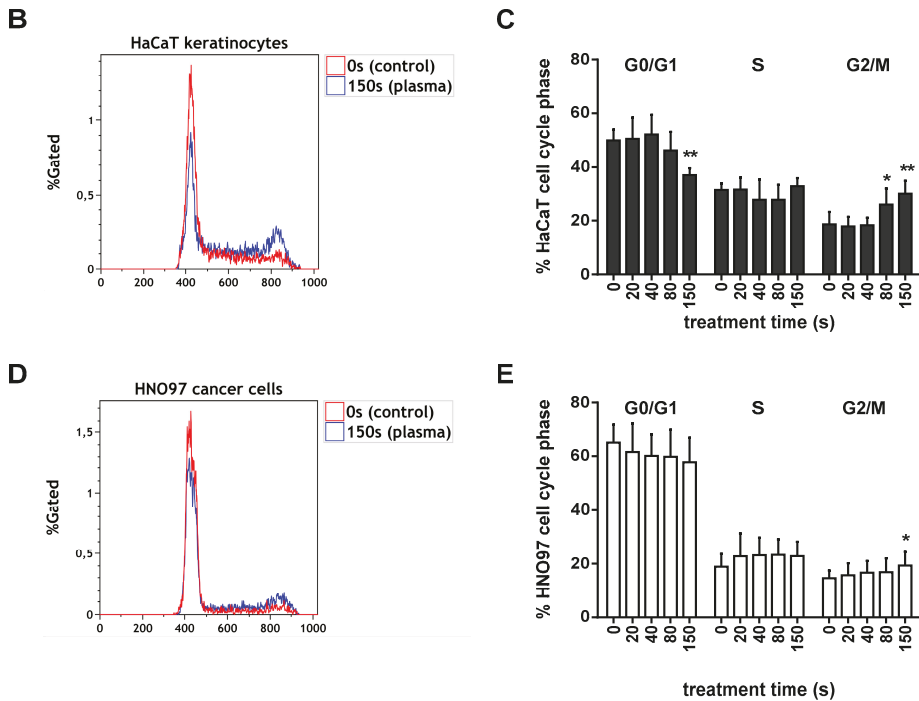 B
HaCaT keratinocytes
0s (control)
150s (plasma)
%Gated
1
0,5
0
0 200 400 600 800 1000
C
G0/G1 S G2/M
% HaCaT cell cycle phase
80
60
40
20
0
** * **
0 20 40 80 150 0 20 40 80 150 0 20 40 80 150
treatment time (s)
D
HNO97 cancer cells
0s (control)
150s (plasma)
%Gated
1,5
1
0,5
0
0 200 400 600 800 1000
E
G0/G1 S G2/M
% HNO97 cell cycle phase
80
60
40
20
0
*
0 20 40 80 150 0 20 40 80 150 0 20 40 80 150
treatment time (s)